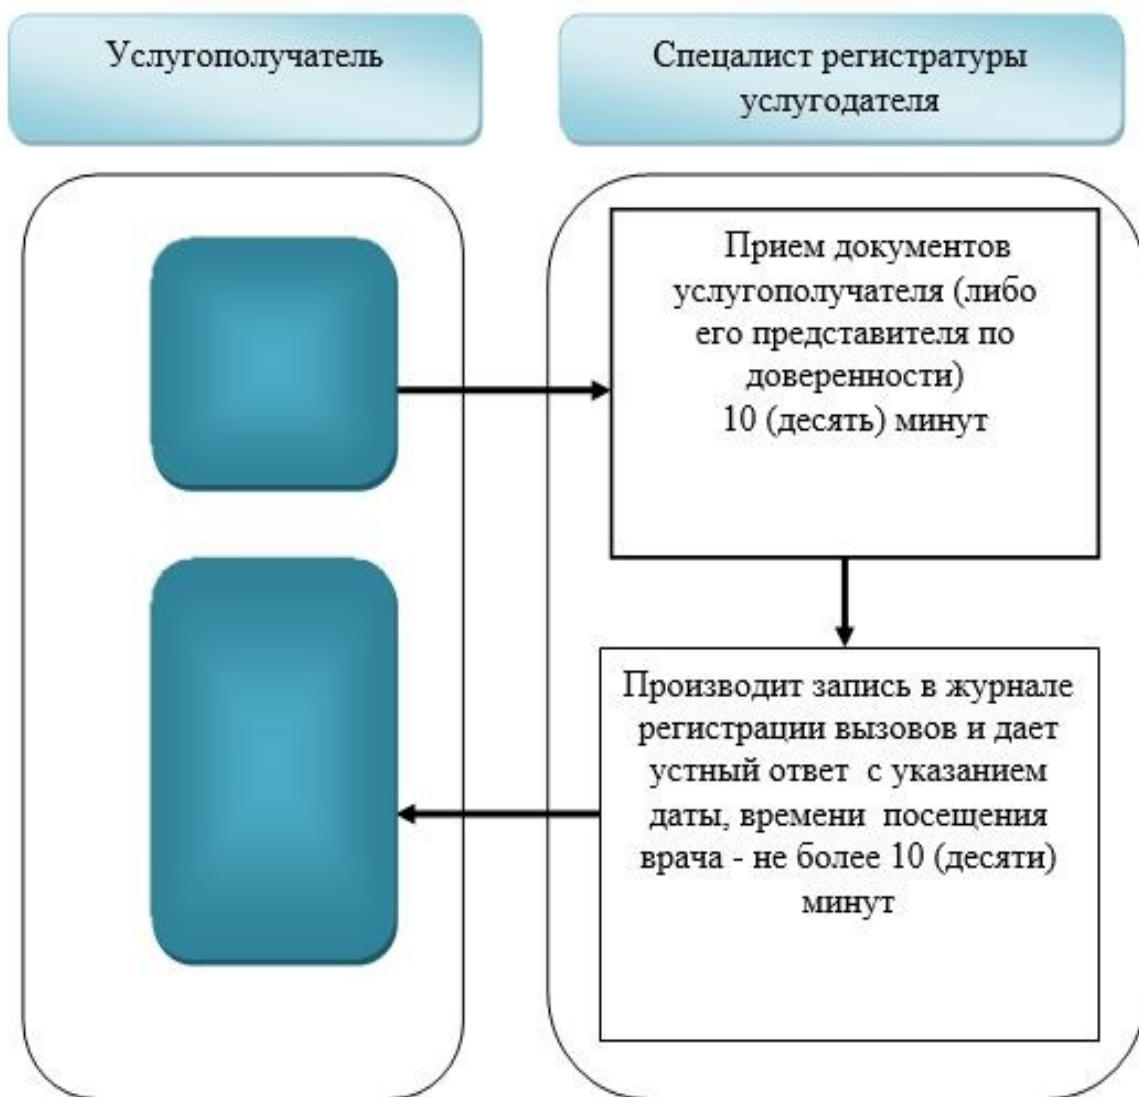 Услугополучатель
Спецалист регистратуры
услугодателя
Прием документов
услугополучателя (либо
его представителя по
доверенности)
10 (десять) минут
Производит запись в журнале
регистрации вызовов и дает
устный ответ с указанием
даты, времени посещения
врача - не более 10 (десяти)
минут